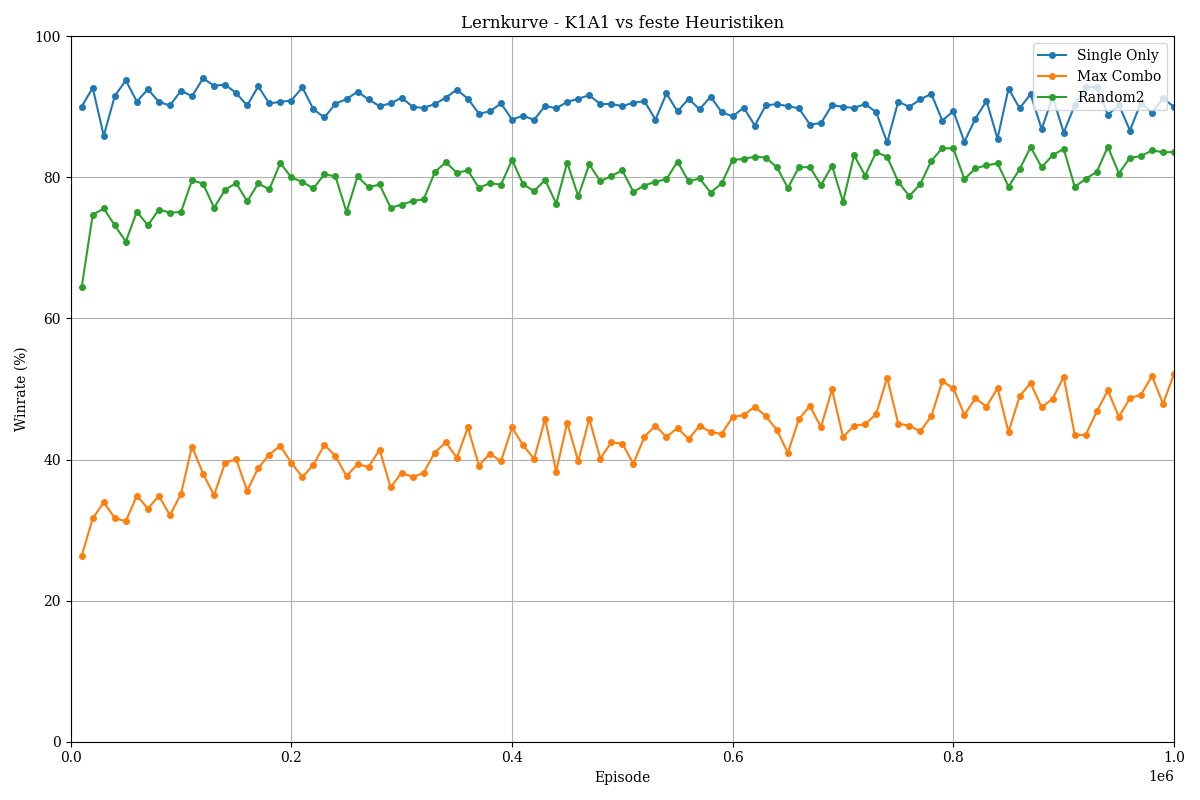 Lernkurve - K1A1 vs feste Heuristiken
Winrate (%)
100
80
60
40
20
0
Single Only
Max Combo
Random2
0.0 0.2 0.4 0.6 0.8 1.0
1e6
Episode